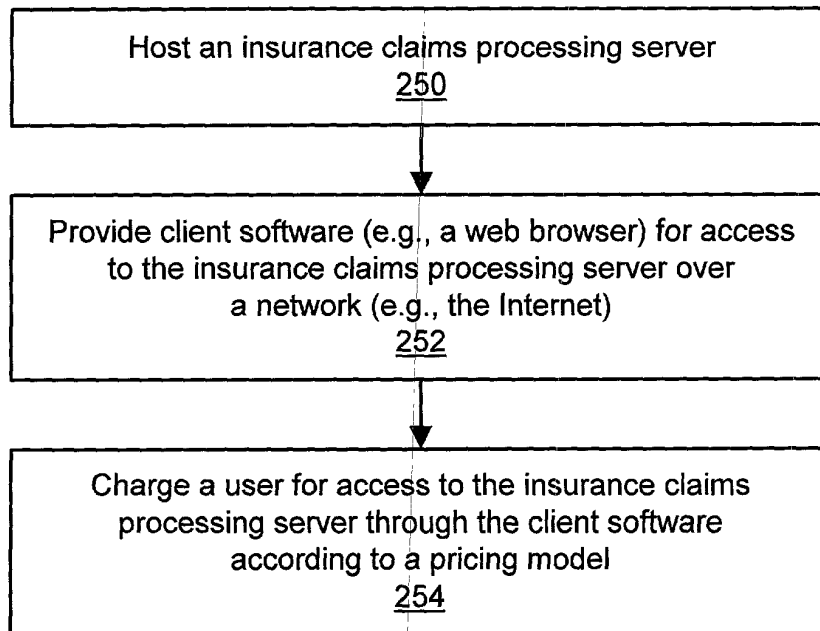 Host an insurance claims processing server
250
Provide client software (e.g., a web browser) for access
to the insurance claims processing server over
a network (e.g., the Internet)
252
Charge a user for access to the insurance claims
processing server through the client software
according to a pricing model
254